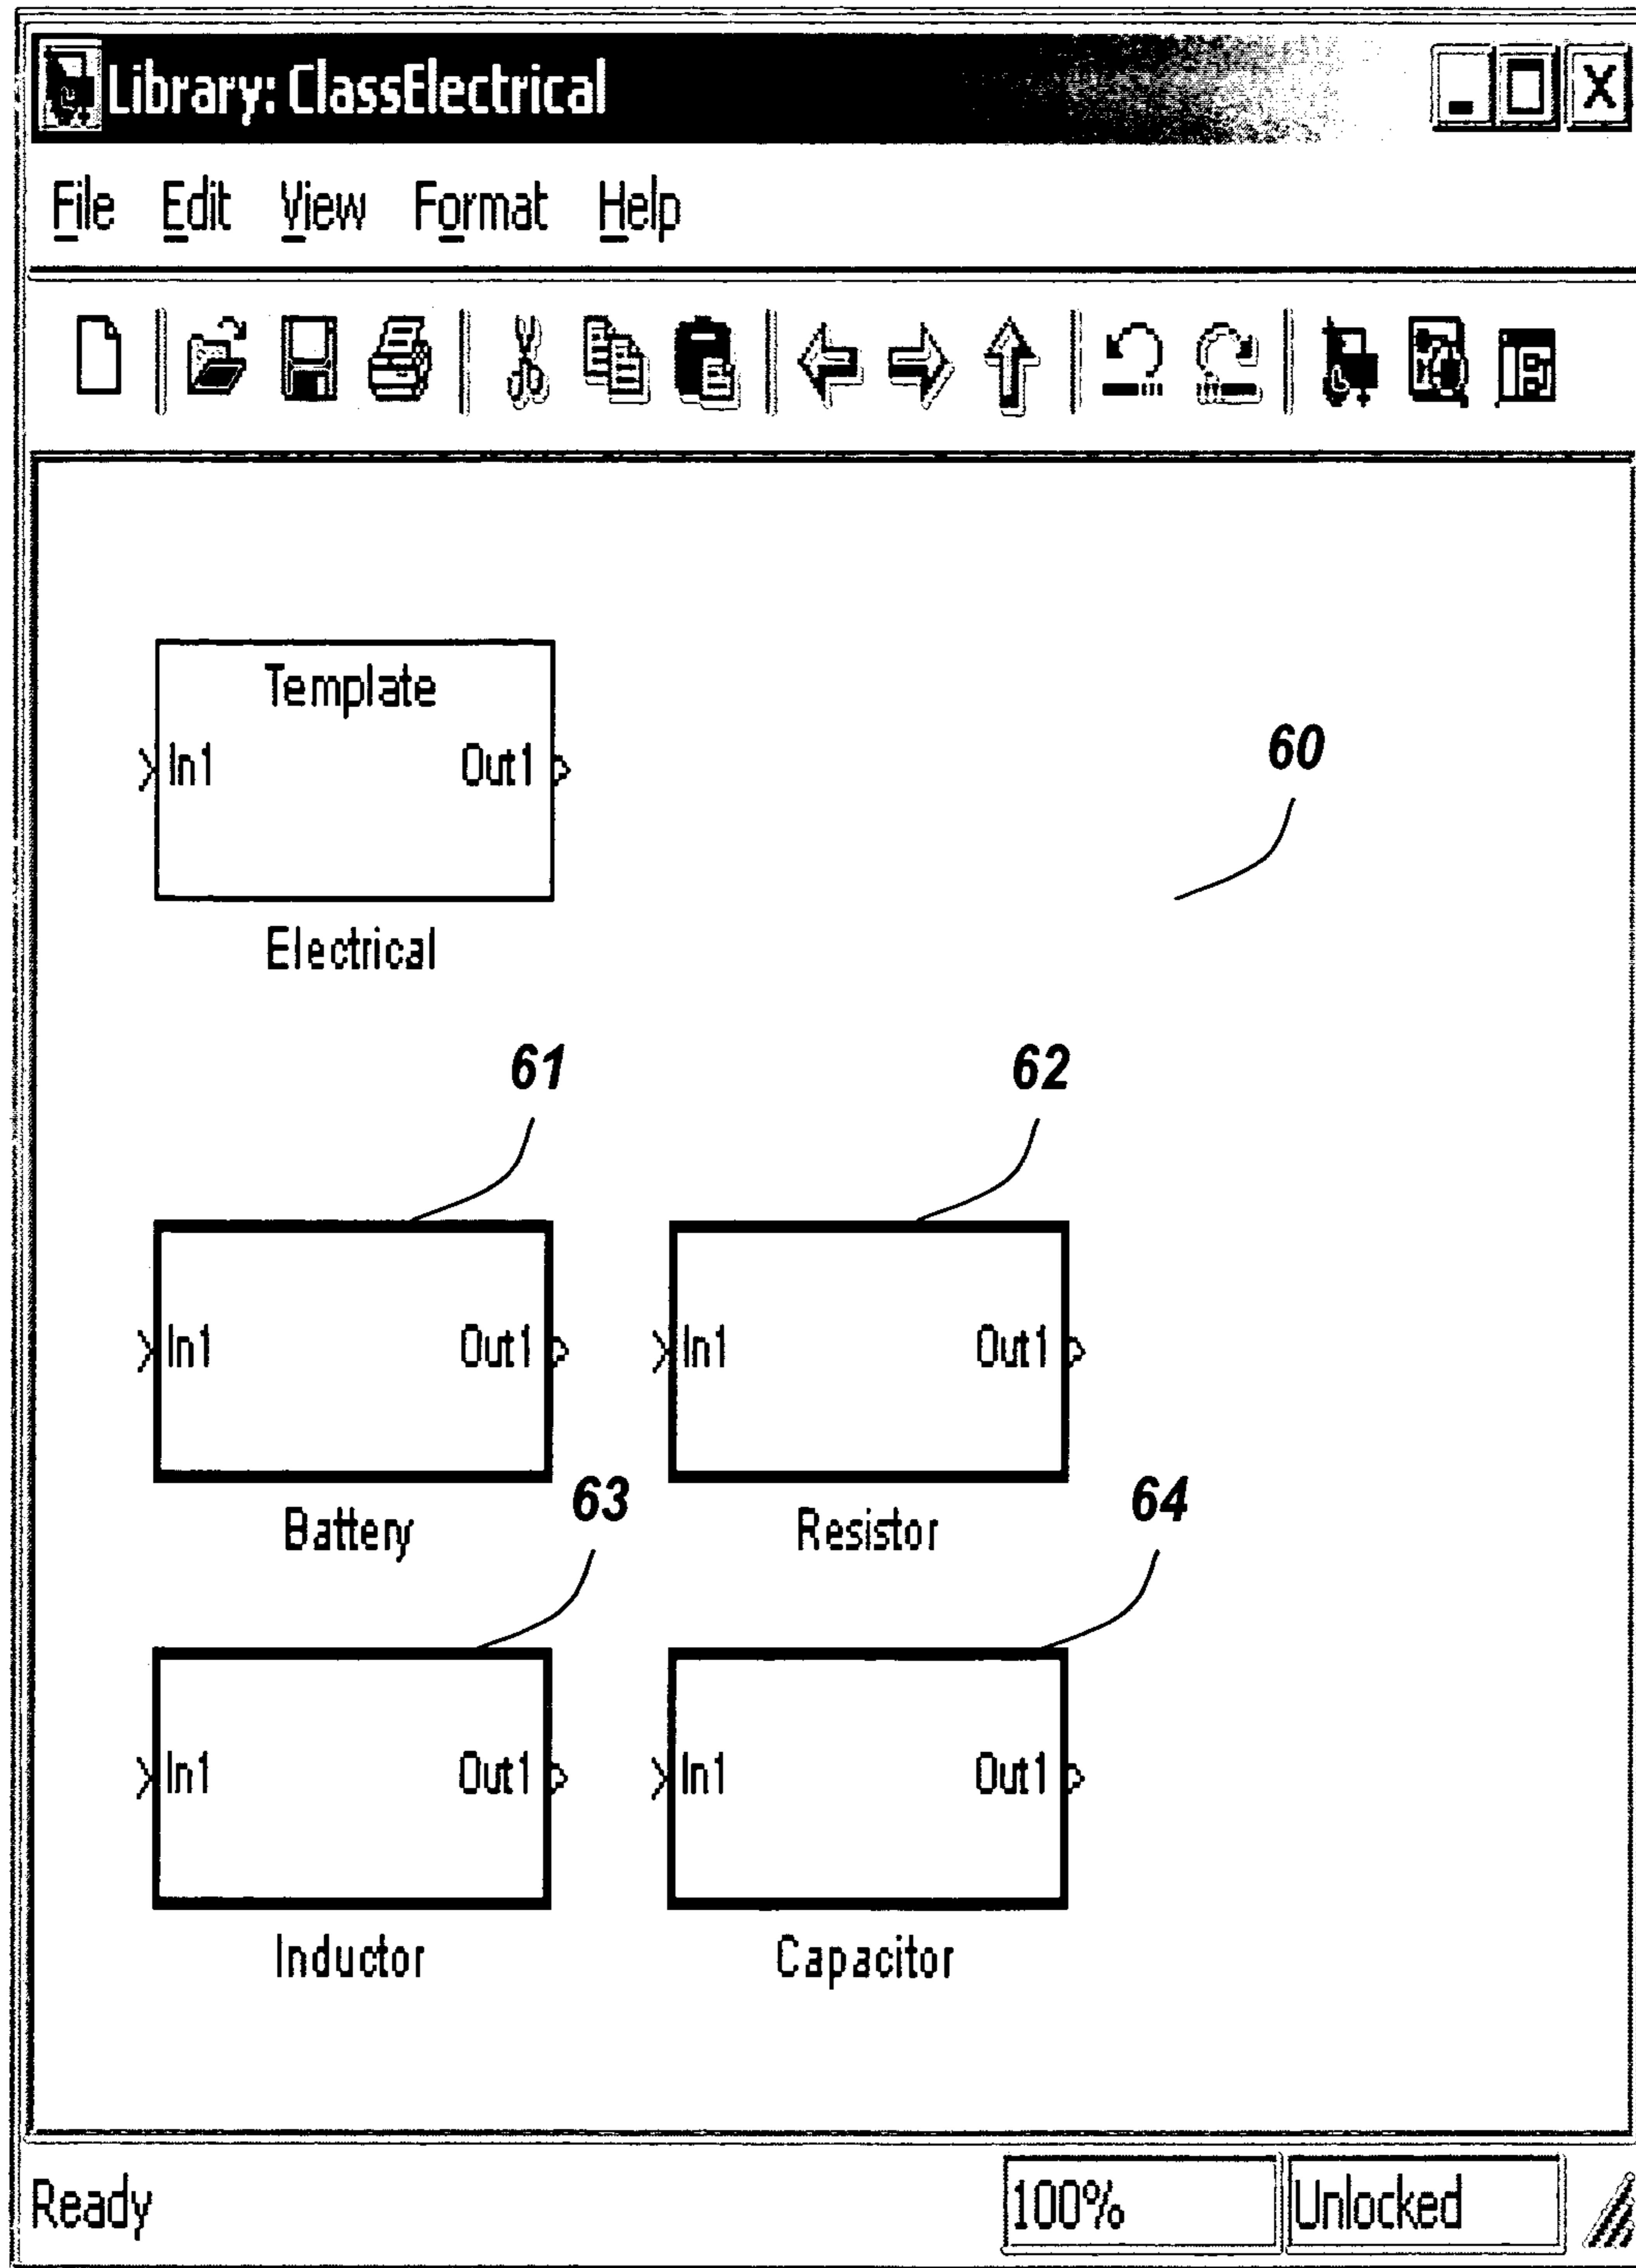 Library: ClassElectrical
File Edit View Format Help
Template
In1 Out1
Electrical
60
61 62
In1 Out1 In1 Out1
Battery Resistor
63 64
In1 Out1 In1 Out1
Inductor Capacitor
Ready 100% Unlocked